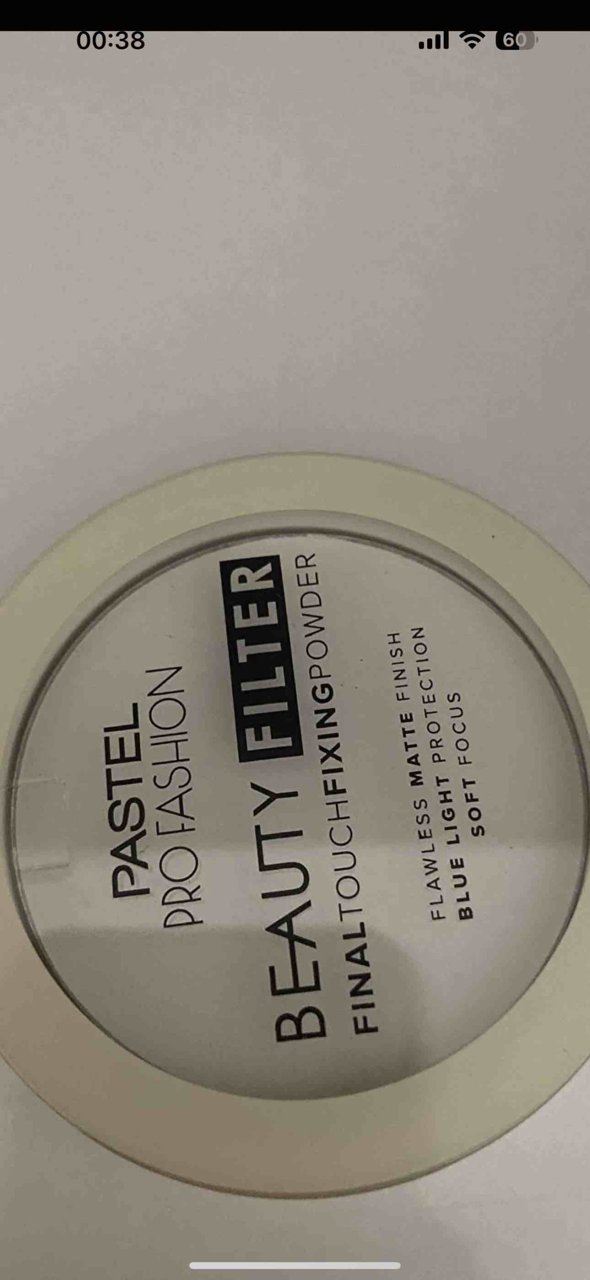 00:38
60
PASTEL
PRO FASHION
BEAUTY FILTER
FINALTOUCHFIXINGPOWDER
FLAWLESS MATTE FINISH
BLUE LIGHT PROTECTION
SOFT FOCUS